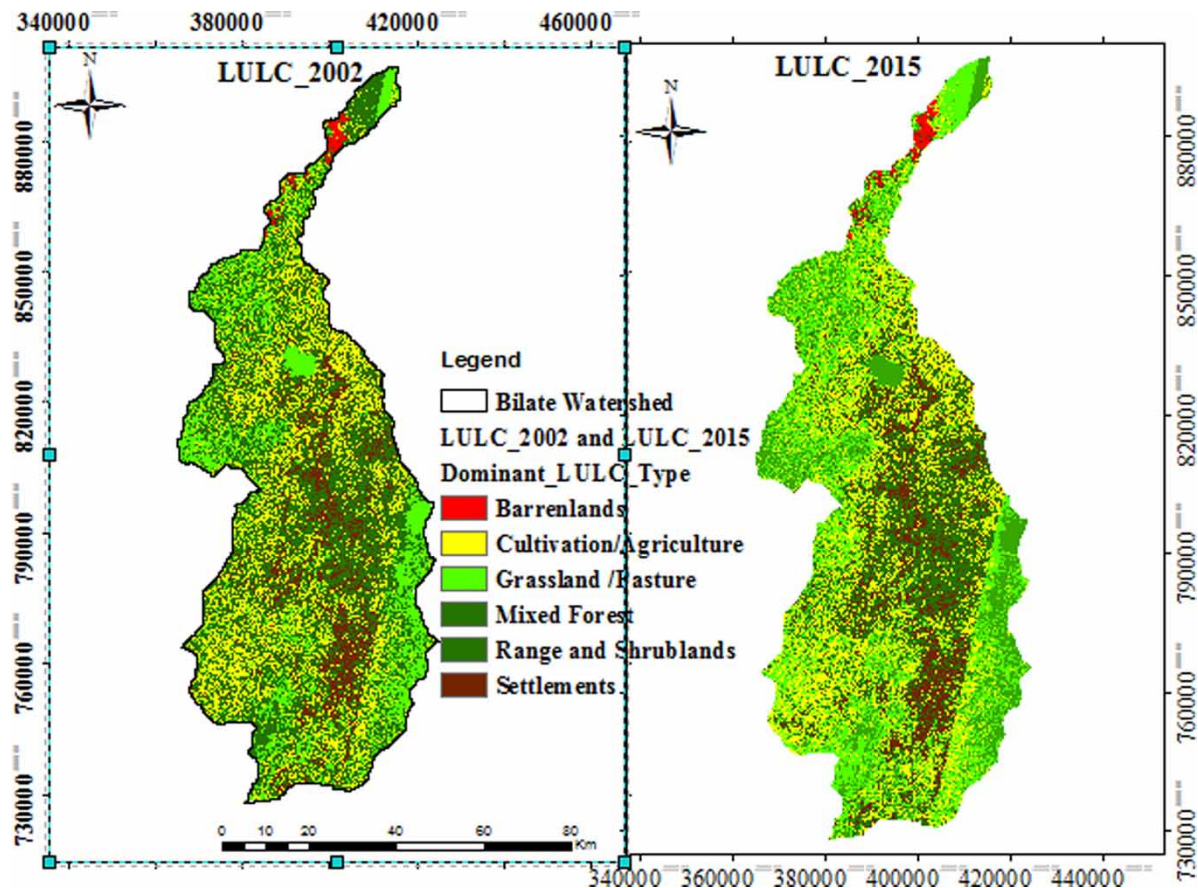 340000 380000 420000 460000
LULC_2002
LULC_2015
N
N
880000
850000
820000
790000
760000
730000
880000
850000
820000
790000
760000
730000
Legend
Bilate Watershed
LULC_2002 and LULC_2015
Dominant_LULC_Type
Barrenlands
Cultivation/Agriculture
Grassland /Pasture
Mixed Forest
Range and Shrublands
Settlements
0 10 20 40 60 80
Km
340000 360000 380000 400000 420000 440000